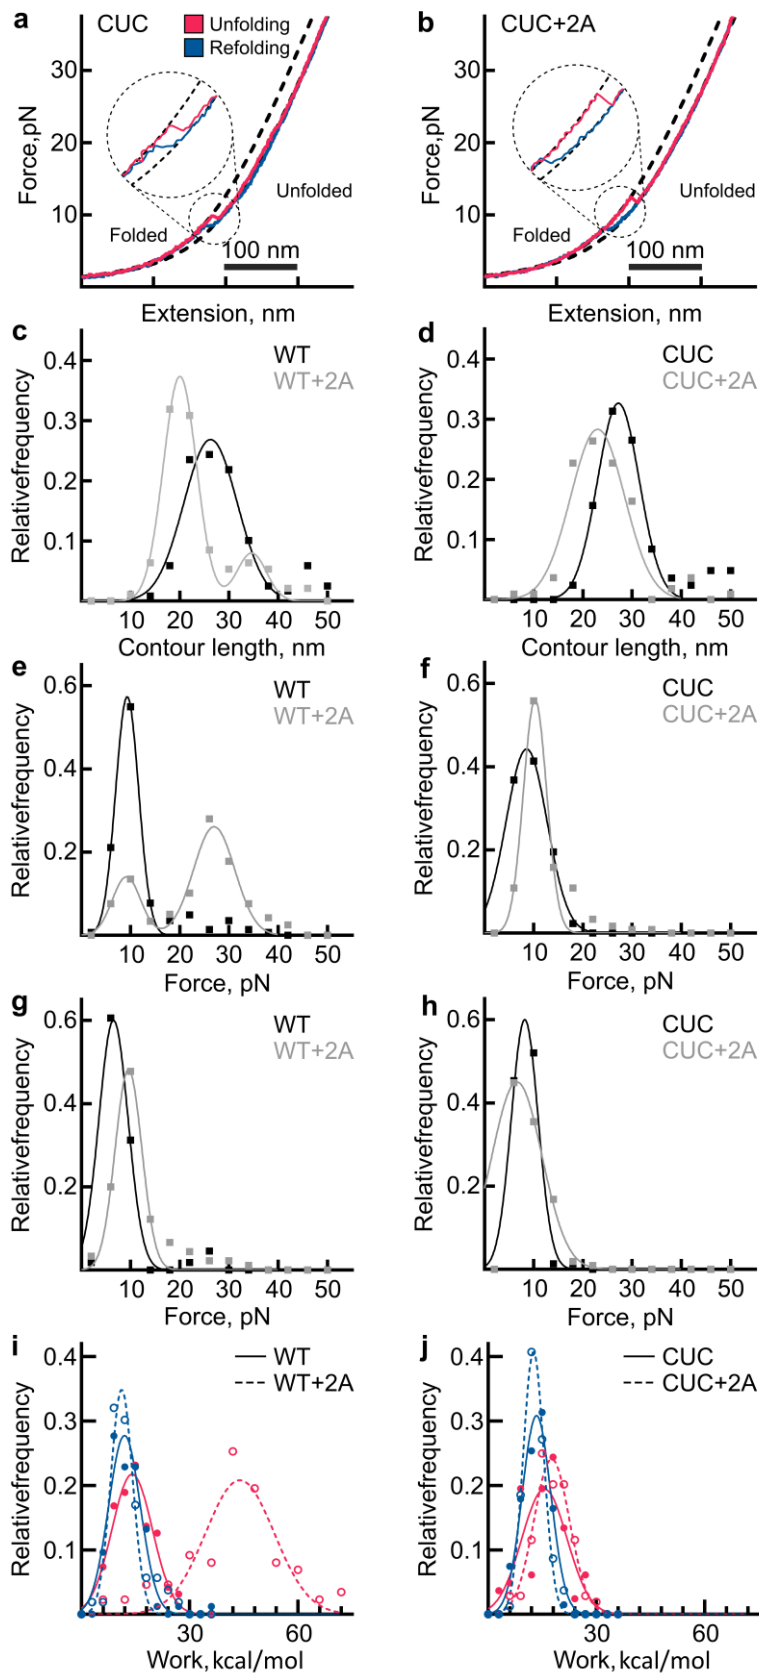 a CUC
Unfolding
Refolding
Force,pN
30
20
10
Folded
Unfolded
100 nm
Extension, nm
b CUC+2A
Force,pN
30
20
10
Folded
Unfolded
100 nm
Extension, nm
c
WT
WT+2A
Relativefrequency
0.4
0.3
0.2
0.1
10 20 30 40 50
Contour length, nm
d
CUC
CUC+2A
Relativefrequency
0.4
0.3
0.2
0.1
10 20 30 40 50
Contour length, nm
e
WT
WT+2A
Relativefrequency
0.6
0.4
0.2
10 20 30 40 50
Force, pN
f
CUC
CUC+2A
Relativefrequency
0.6
0.4
0.2
10 20 30 40 50
Force, pN
g
WT
WT+2A
Relativefrequency
0.6
0.4
0.2
10 20 30 40 50
Force, pN
h
CUC
CUC+2A
Relativefrequency
0.6
0.4
0.2
10 20 30 40 50
Force, pN
i
WT
WT+2A
Relativefrequency
0.4
0.3
0.2
0.1
30 60
Work,kcal/mol
j
CUC
CUC+2A
Relativefrequency
0.4
0.3
0.2
0.1
30 60
Work,kcal/mol